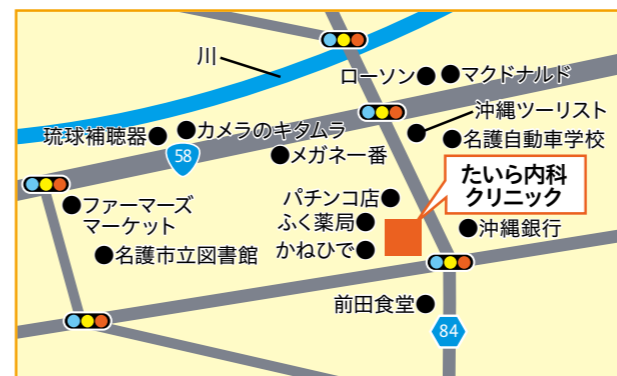 川
ローソン
マクドナルド
沖縄ツーリスト
琉球補聴器
カメラのキタムラ
名護自動車学校
58
メガネ一番
たいら内科
クリニック
パチンコ店
ファーマーズ
マーケット
ふく薬局
沖縄銀行
名護市立図書館
かねひで
前田食堂
84